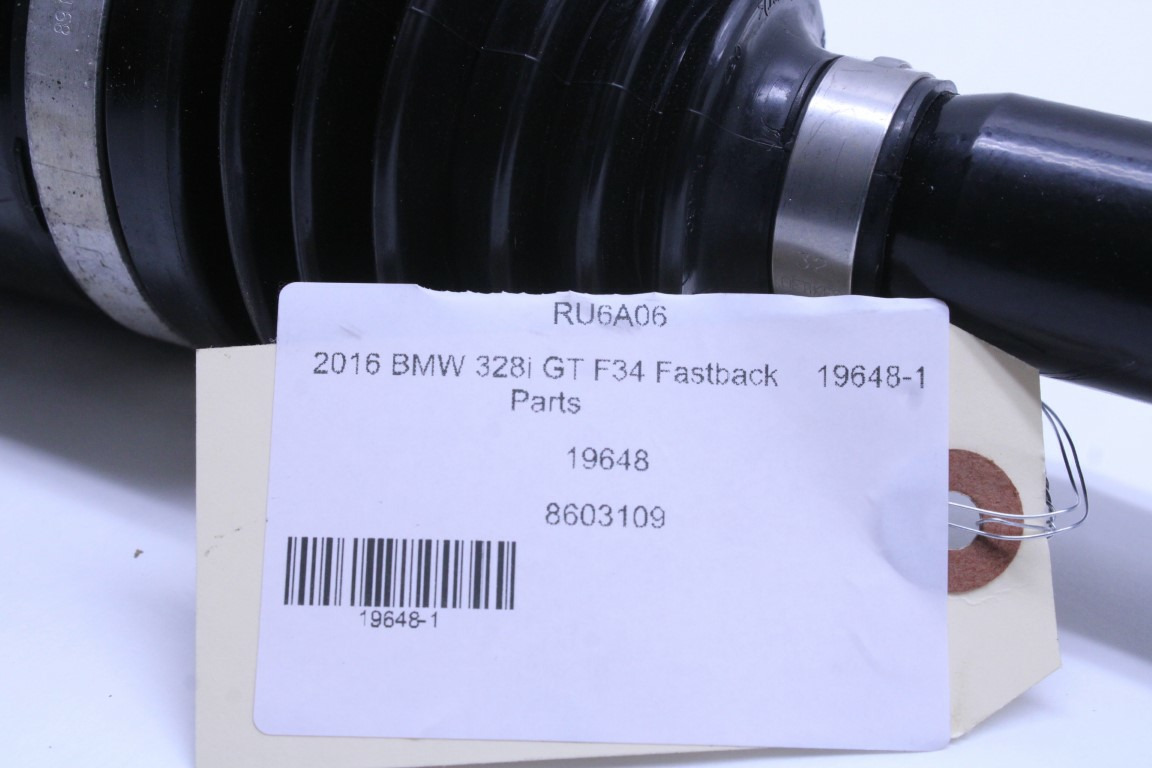 RU6A06
2016 BMW 328i GT F34 Fastback 19648-1
Parts
19648
8603109
19648-1